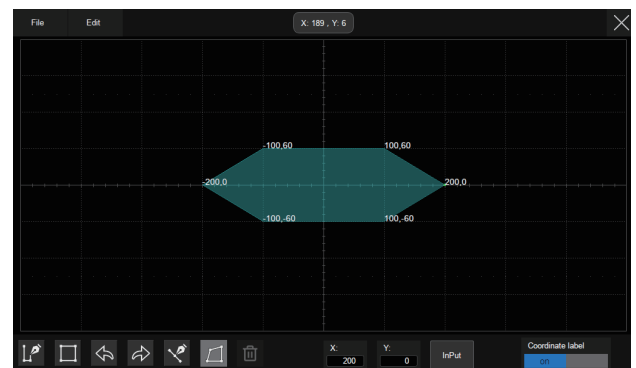 File Edit X: 189 , Y: 6
-100,60 100,60
-200,0 200,0
-100,-60 100,-60
X: Y: Coordinate label
200 0 InPut on